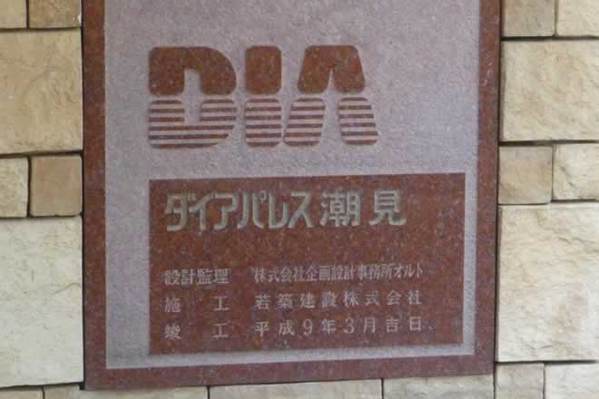 DIA
ダイアパレス潮見
設計監理 株式会社企画設計事務所オルト
施工 若築建設株式会社
竣工 平成9年3月吉日